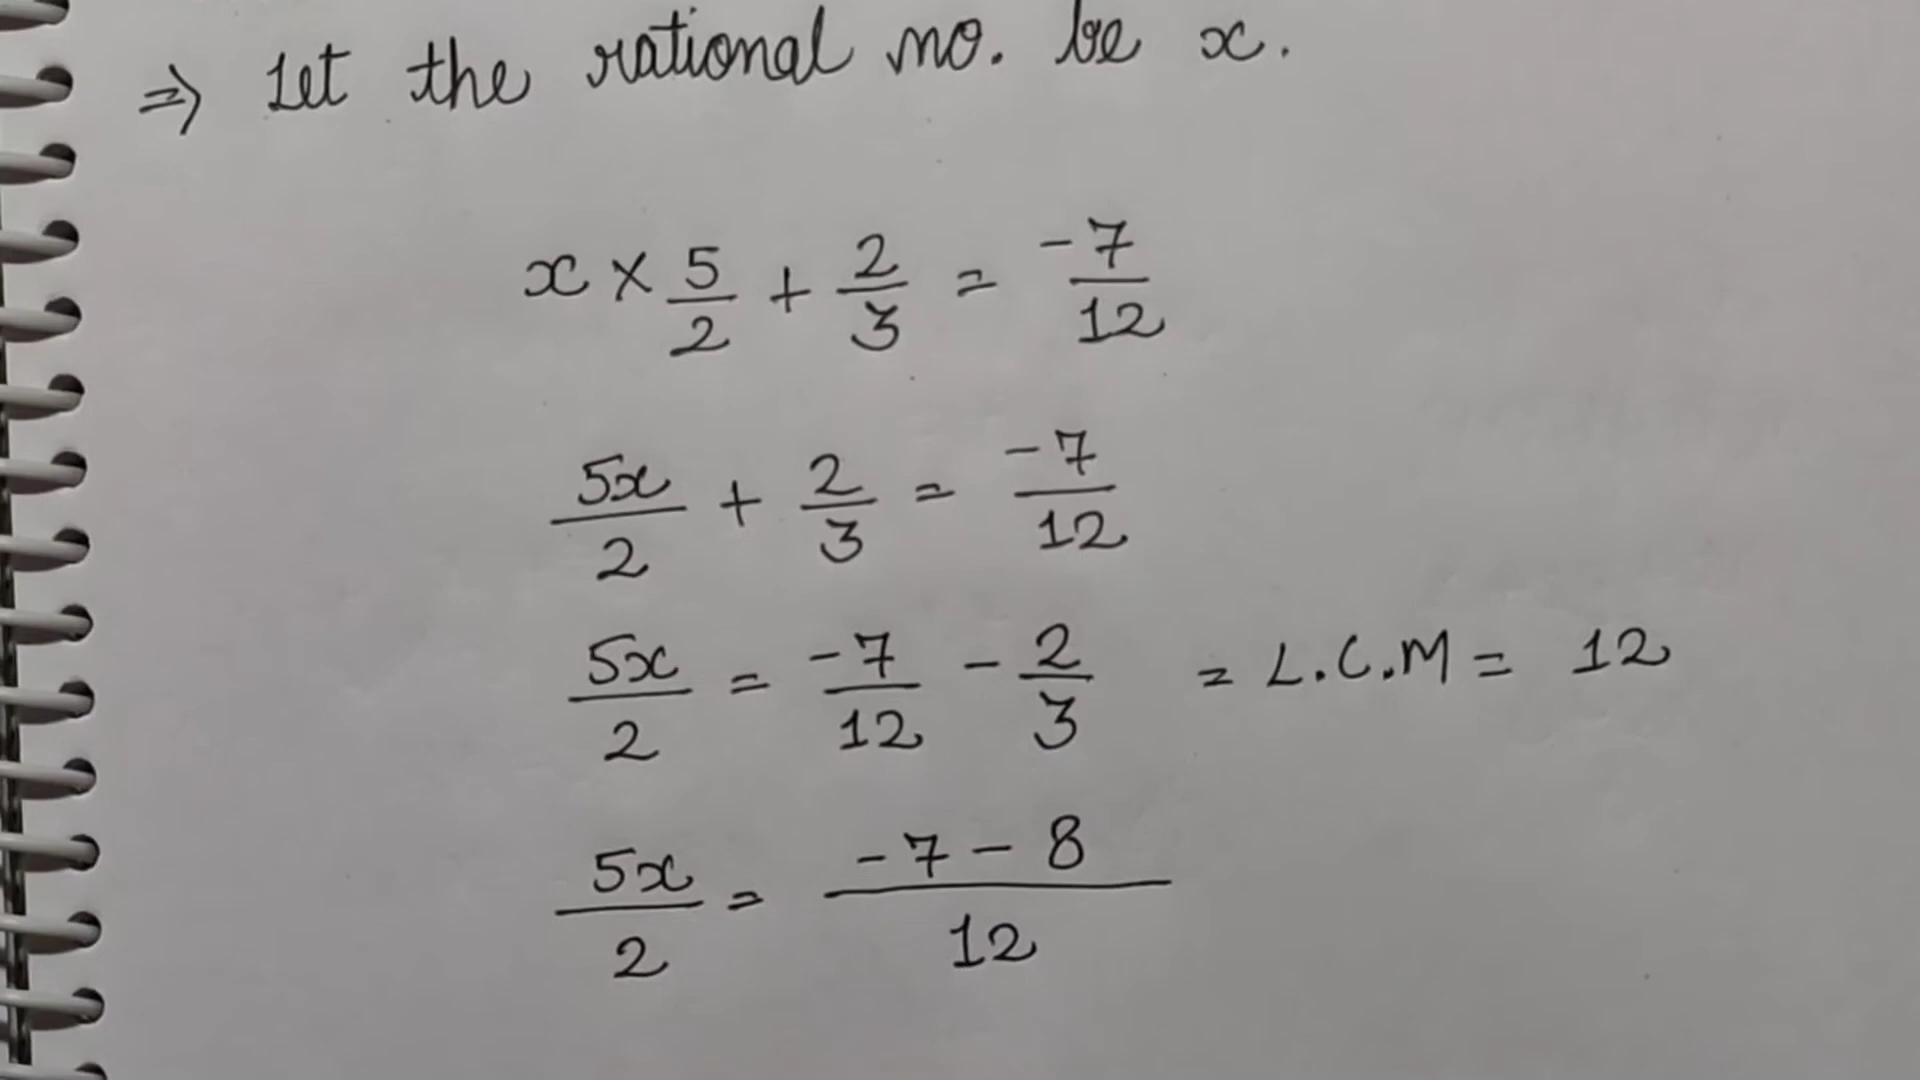 ⇒ Let the rational no. be x.
x × 5/2 + 2/3 = -7/12
5x/2 + 2/3 = -7/12
5x/2 = -7/12 - 2/3 = L.C.M = 12
5x/2 = -7-8/12